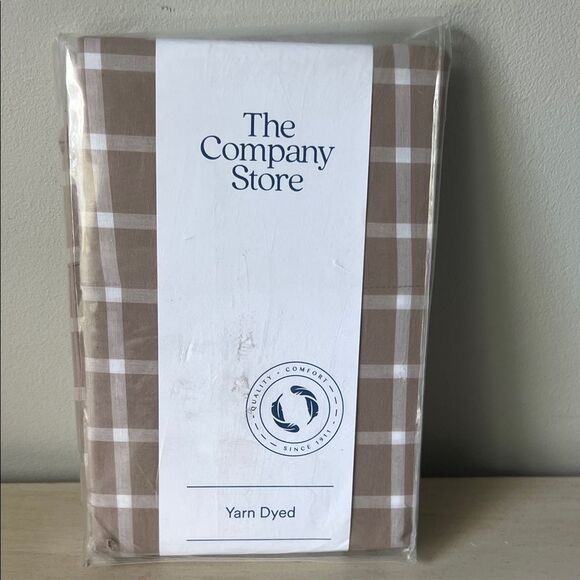 The
Company
Store
QUALITY - COMFORT
SINCE 1911
Yarn Dyed